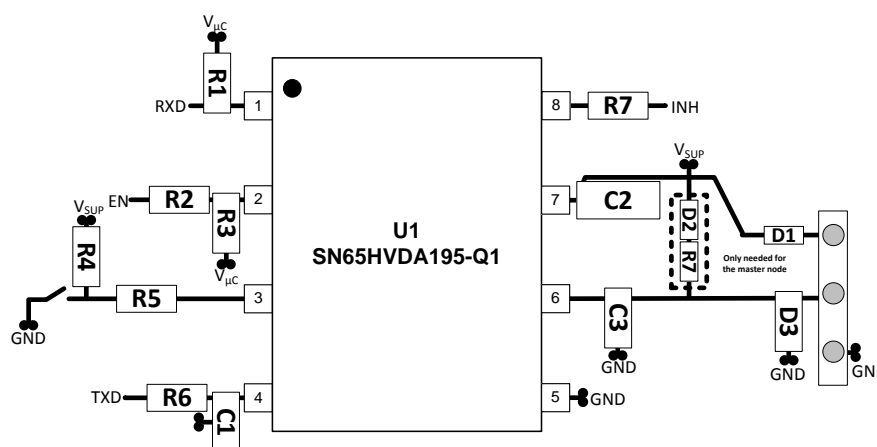 VµC
R1
RXD
1
8
R7
INH
VSUP
EN
R2
2
R3
VµC
7
C2
D2
R7
D1
Only needed for
the master node
U1
SN65HVDA195-Q1
VSUP
R4
R5
3
GND
6
C3
GND
D3
GND
GN
TXD
R6
4
C1
5
GND